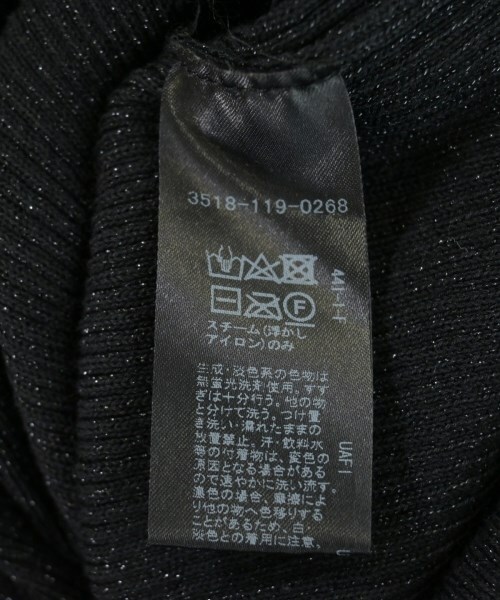 3518-119-0268
スチーム(浮かし
アイロン)のみ
生成・淡色系の色物は
無蛍光洗剤使用。すす
ぎは十分行う。他の物
と分けて洗う。つけ置
き洗い・濡れたままの
放置禁止。汗・飲料水
等の付着物は、変色の
原因となる場合がある
ので速やかに洗い流す。
濃色の場合、摩擦によ
り他の物へ色移りする
ことがあるため、白・
淡色との着用に注意。
UAFI